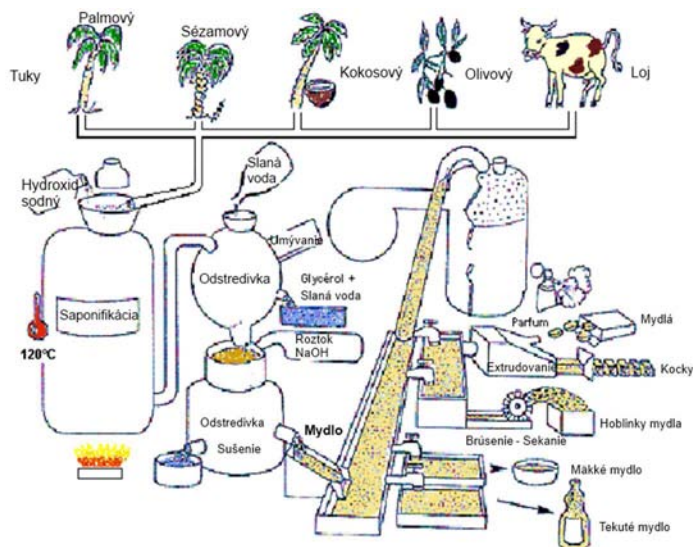 Palmový
Sézamový
Kokosový
Olivový
Loj
Tuky
Slaná
voda
Hydroxid
sodný
Umývanie
Odstredivka
Glycérol +
Slaná voda
Saponifikácia
120°C
Roztok
NaOH
Parfum
Mydlá
Extrudovanie
Kocky
Odstredivka
Sušenie
Mydlo
Hoblinky mydla
Brúsenie - Sekanie
Mäkké mydlo
Tekuté mydlo